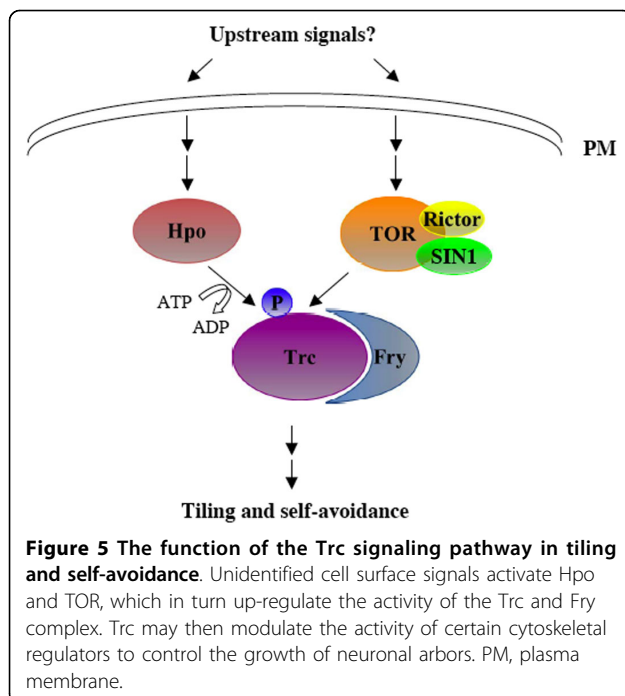 Upstream signals?
PM
Hpo
TOR
Rictor
SIN1
ATP
ADP
P
Trc
Fry
Tiling and self-avoidance
Figure 5 The function of the Trc signaling pathway in tiling
and self-avoidance. Unidentified cell surface signals activate Hpo
and TOR, which in turn up-regulate the activity of the Trc and Fry
complex. Trc may then modulate the activity of certain cytoskeletal
regulators to control the growth of neuronal arbors. PM, plasma
membrane.